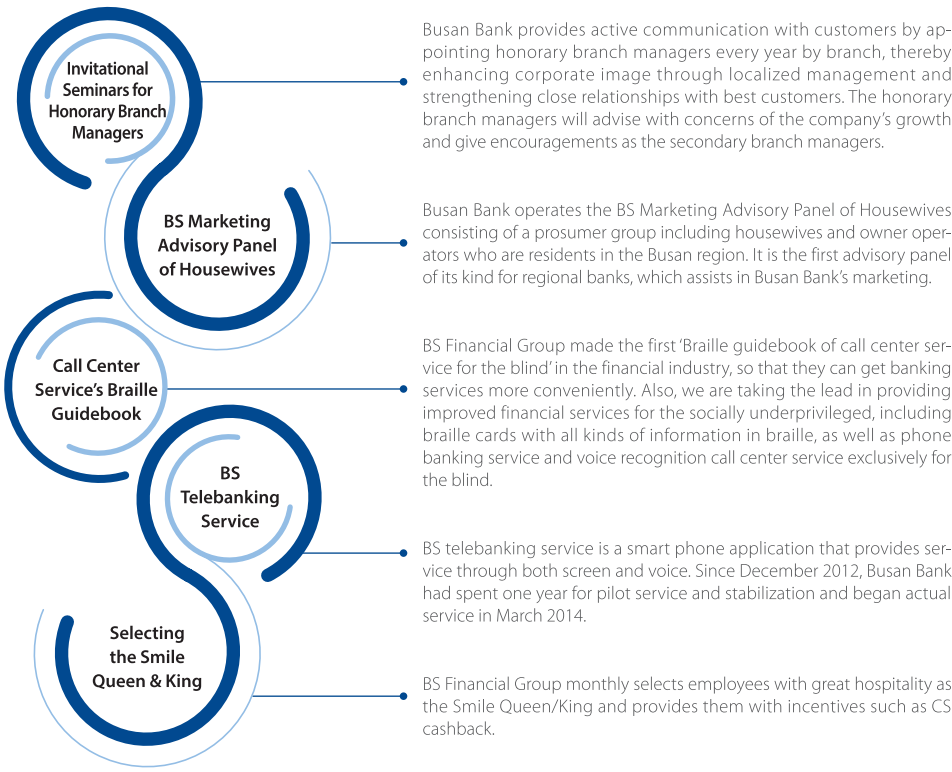 Invitational
Seminars for
Honorary Branch
Managers
Busan Bank provides active communication with customers by ap-
pointing honorary branch managers every year by branch, thereby
enhancing corporate image through localized management and
strengthening close relationships with best customers. The honorary
branch managers will advise with concerns of the company's growth
and give encouragements as the secondary branch managers.
BS Marketing
Advisory Panel
of Housewives
Busan Bank operates the BS Marketing Advisory Panel of Housewives
consisting of a prosumer group including housewives and owner oper-
ators who are residents in the Busan region. It is the first advisory panel
of its kind for regional banks, which assists in Busan Bank's marketing.
Call Center
Service's Braille
Guidebook
BS Financial Group made the first 'Braille guidebook of call center ser-
vice for the blind' in the financial industry, so that they can get banking
services more conveniently. Also, we are taking the lead in providing
improved financial services for the socially underprivileged, including
braille cards with all kinds of information in braille, as well as phone
banking service and voice recognition call center service exclusively for
the blind.
BS
Telebanking
Service
BS telebanking service is a smart phone application that provides ser-
vice through both screen and voice. Since December 2012, Busan Bank
had spent one year for pilot service and stabilization and began actual
service in March 2014.
Selecting
the Smile
Queen & King
BS Financial Group monthly selects employees with great hospitality as
the Smile Queen/King and provides them with incentives such as CS
cashback.